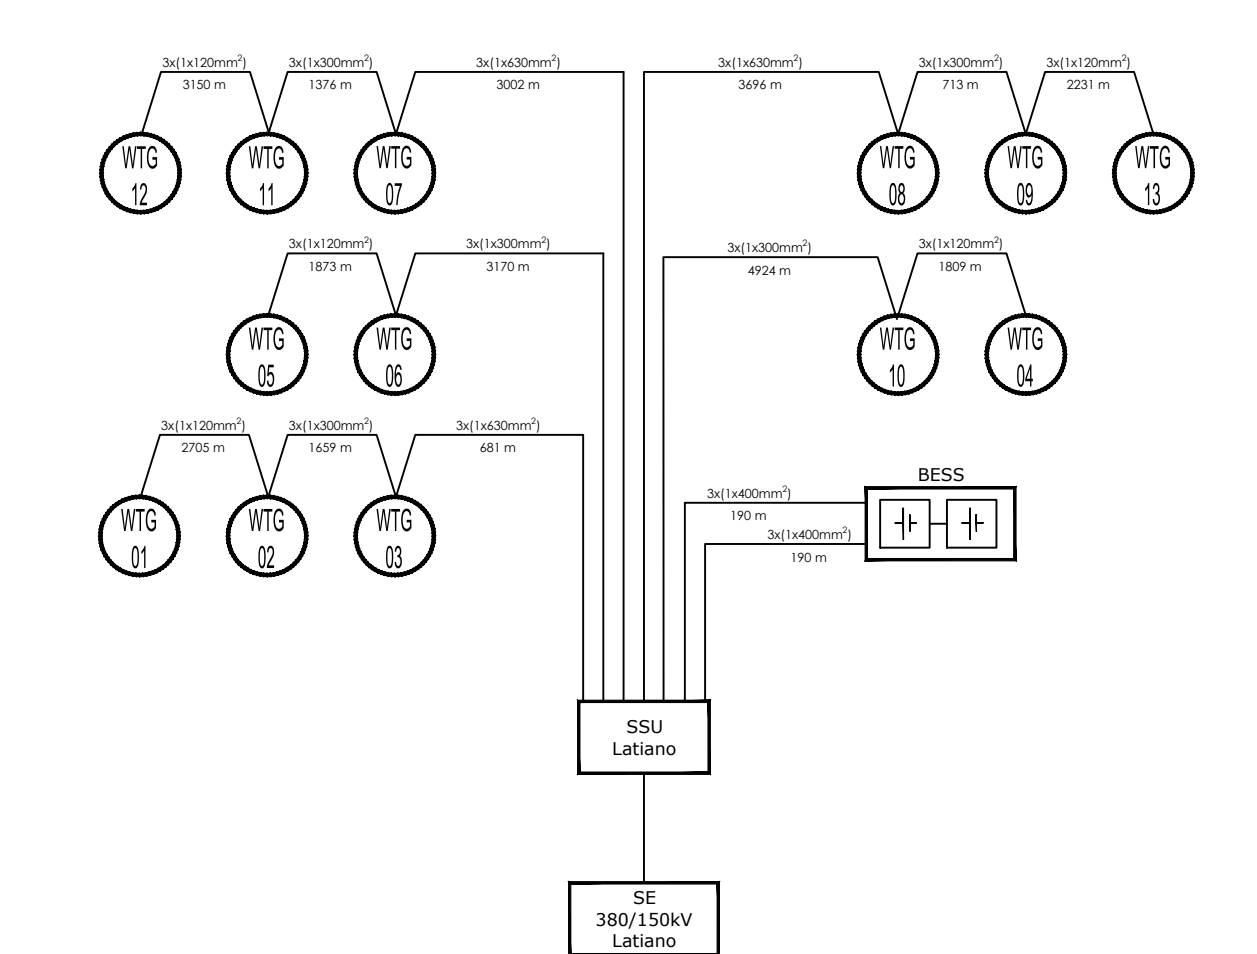 3x(1x120mm²) 3x(1x300mm²) 3x(1x630mm²) 3x(1x630mm²) 3x(1x300mm²) 3x(1x120mm²)
3150 m 1376 m 3002 m 3696 m 713 m 2231 m
WTG WTG WTG WTG WTG WTG
12 11 07 08 09 13
3x(1x120mm²) 3x(1x300mm²) 3x(1x300mm²) 3x(1x120mm²)
1873 m 3170 m 4924 m 1809 m
WTG WTG WTG WTG
05 06 10 04
3x(1x120mm²) 3x(1x300mm²) 3x(1x630mm²)
2705 m 1659 m 681 m
BESS
3x(1x400mm²)
190 m
WTG WTG WTG
01 02 03
3x(1x400mm²)
190 m
SSU
Latiano
SE
380/150kV
Latiano